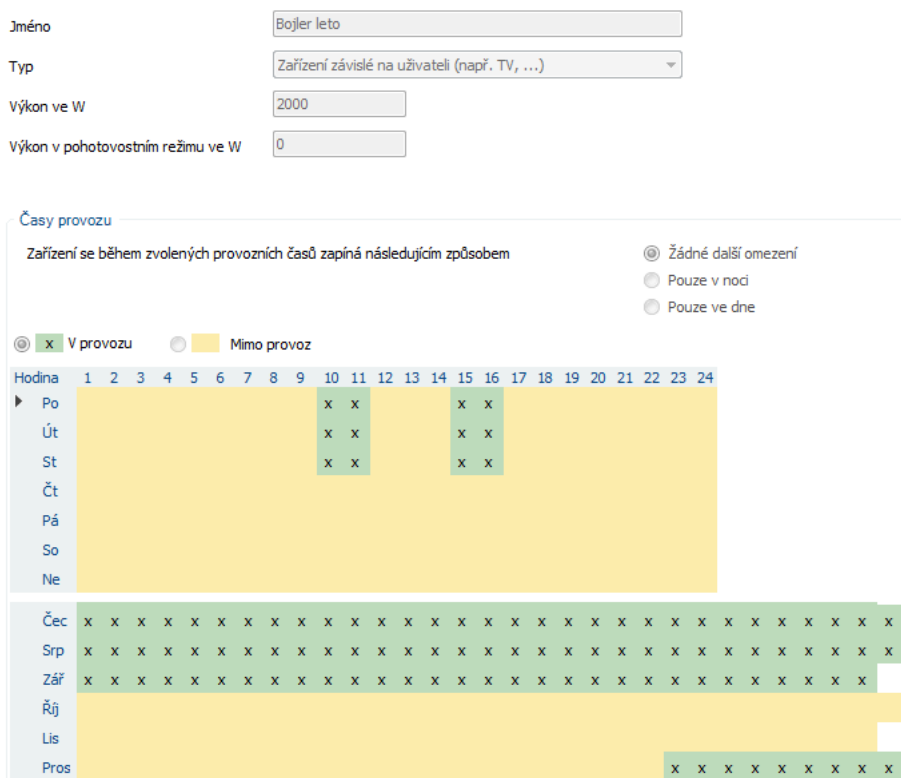 Jméno Bojler leto
Typ Zařízení závislé na uživateli (např. TV, ...)
Výkon ve W 2000
Výkon v pohotovostním režimu ve W 0
Časy provozu
Zařízení se během zvolených provozních časů zapíná následujícím způsobem Žádné další omezení
Pouze v noci
Pouze ve dne
x V provozu Mimo provoz
Hodina 1 2 3 4 5 6 7 8 9 10 11 12 13 14 15 16 17 18 19 20 21 22 23 24
Po x x x x
Út x x x x
St x x x x
Čt
Pá
So
Ne
Čec x x x x x x x x x x x x x x x x x x x x x x x x x x x x x x x
Srp x x x x x x x x x x x x x x x x x x x x x x x x x x x x x x x
Zář x x x x x x x x x x x x x x x x x x x x x x x x x x x x x x
Říj
Lis
Pros x x x x x x x x x